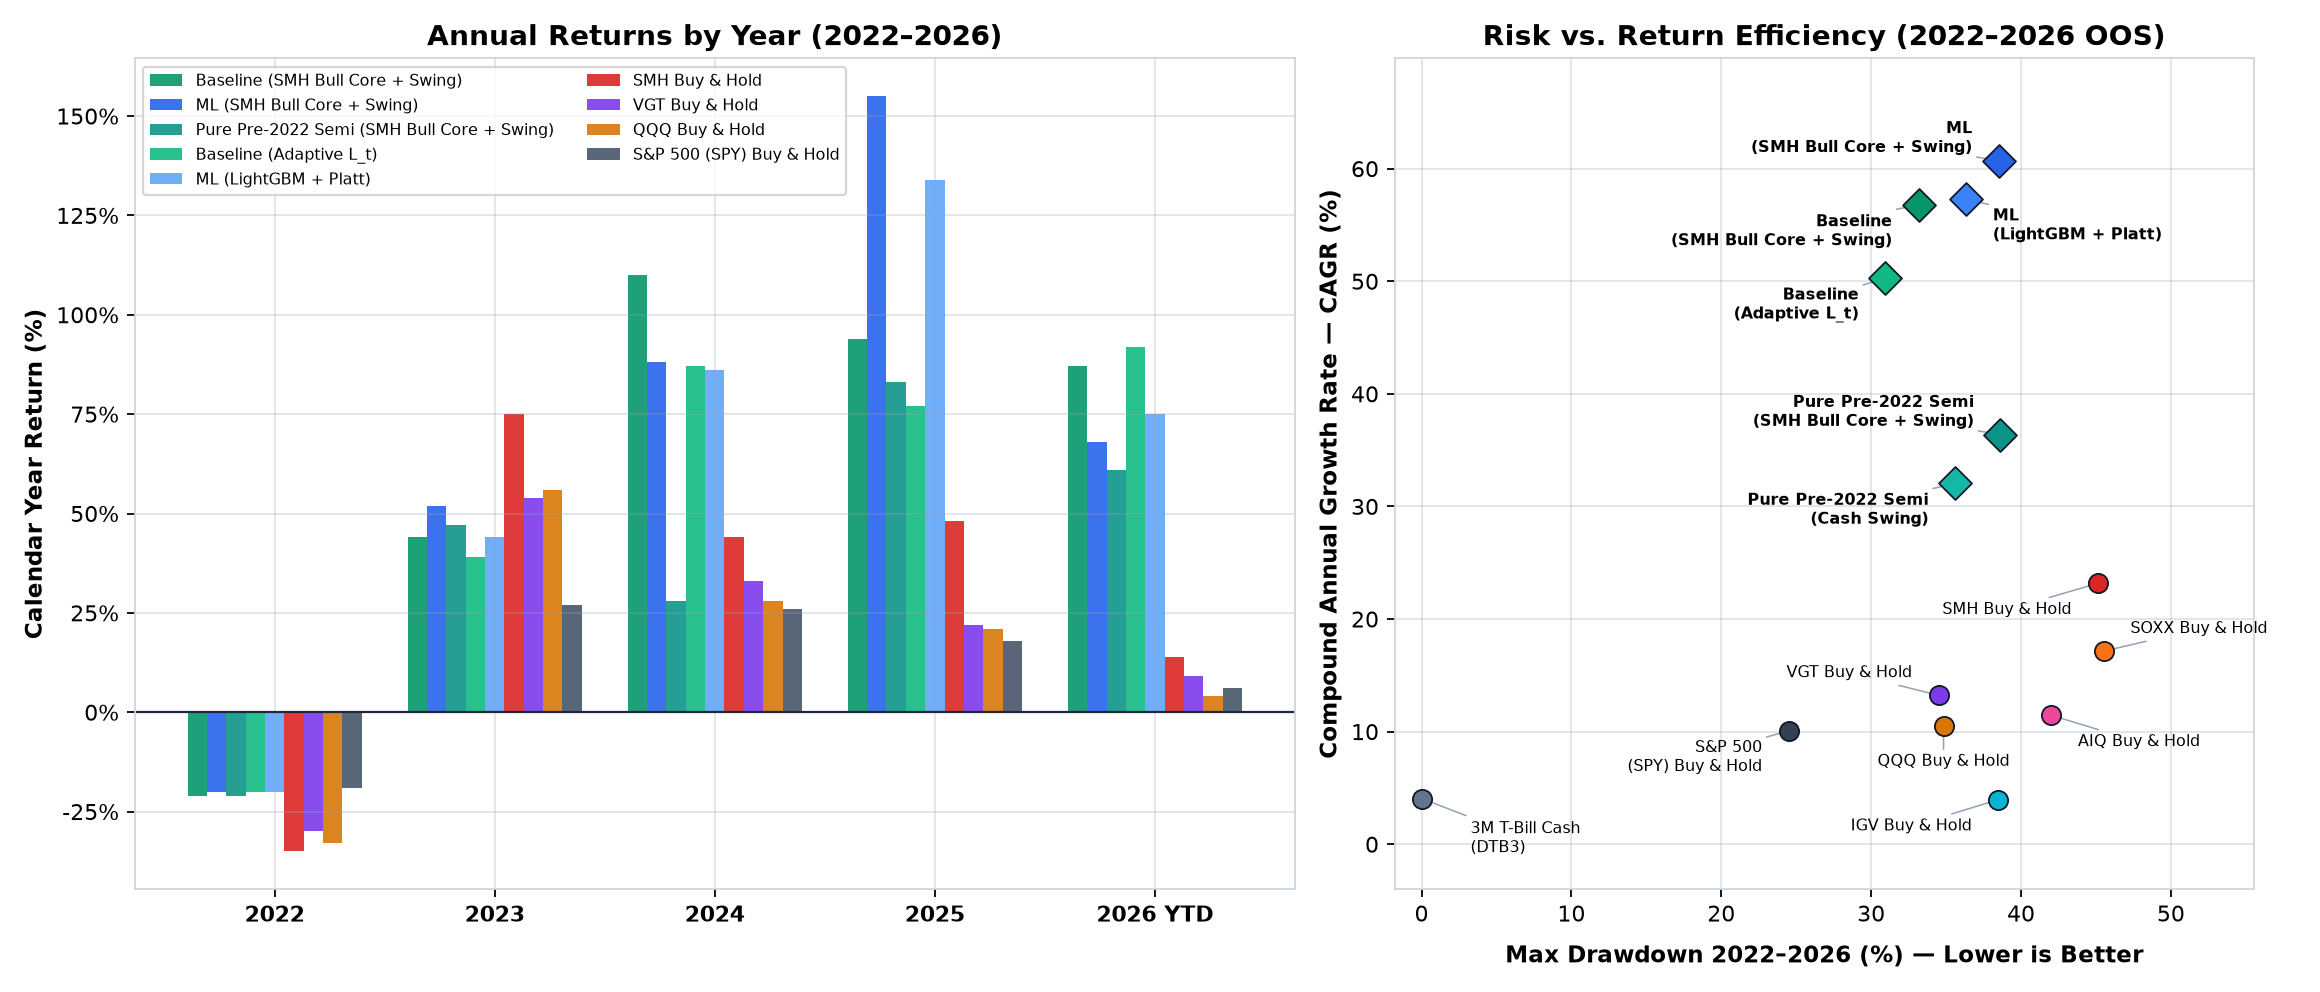 Annual Returns by Year (2022–2026)
Baseline (SMH Bull Core + Swing)
ML (SMH Bull Core + Swing)
Pure Pre-2022 Semi (SMH Bull Core + Swing)
Baseline (Adaptive L_t)
ML (LightGBM + Platt)
SMH Buy & Hold
VGT Buy & Hold
QQQ Buy & Hold
S&P 500 (SPY) Buy & Hold
Calendar Year Return (%)
150%
125%
100%
75%
50%
25%
0%
-25%
2022
2023
2024
2025
2026 YTD
Risk vs. Return Efficiency (2022–2026 OOS)
Compound Annual Growth Rate — CAGR (%)
60
50
40
30
20
10
0
ML
(SMH Bull Core + Swing)
Baseline
(SMH Bull Core + Swing)
ML
(LightGBM + Platt)
Baseline
(Adaptive L_t)
Pure Pre-2022 Semi
(SMH Bull Core + Swing)
Pure Pre-2022 Semi
(Cash Swing)
SMH Buy & Hold
SOXX Buy & Hold
VGT Buy & Hold
S&P 500
(SPY) Buy & Hold
QQQ Buy & Hold
AIQ Buy & Hold
3M T-Bill Cash
(DTB3)
IGV Buy & Hold
0
10
20
30
40
50
Max Drawdown 2022–2026 (%) — Lower is Better